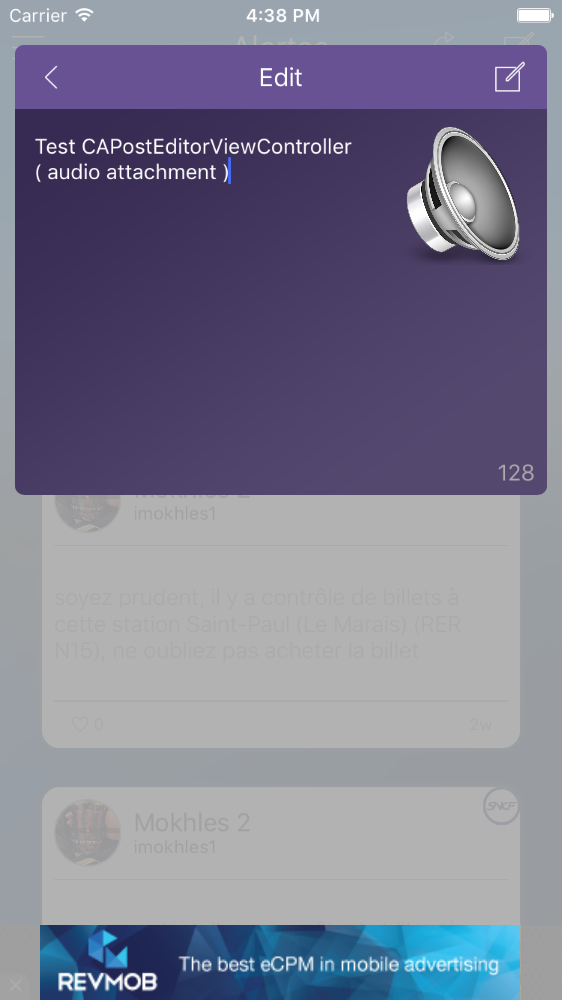 Carrier
4:38 PM
Edit
Test CAPostEditorViewController
( audio attachment )
128
Mokhles 2
imokhles1
soyez prudent, il y a contrôle de billets à
cette station Saint-Paul (Le Marais) (RER
N15), ne oubliez pas acheter la billet
0
2w
SNCF
Mokhles 2
imokhles1
REVMOB
The best eCPM in mobile advertising